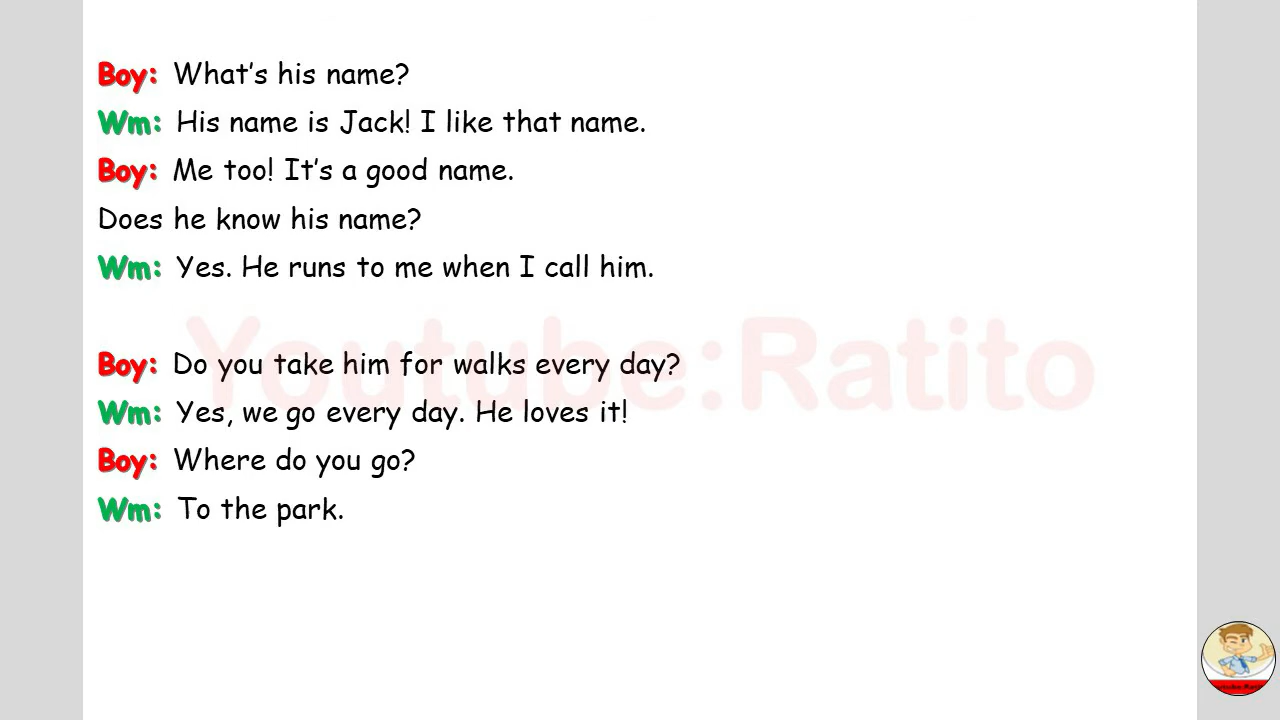 Boy: What's his name?
Wm: His name is Jack! I like that name.
Boy: Me too! It's a good name.
Does he know his name?
Wm: Yes. He runs to me when I call him.
Boy: Do you take him for walks every day?
Wm: Yes, we go every day. He loves it!
Boy: Where do you go?
Wm: To the park.
Youtube:Ratito